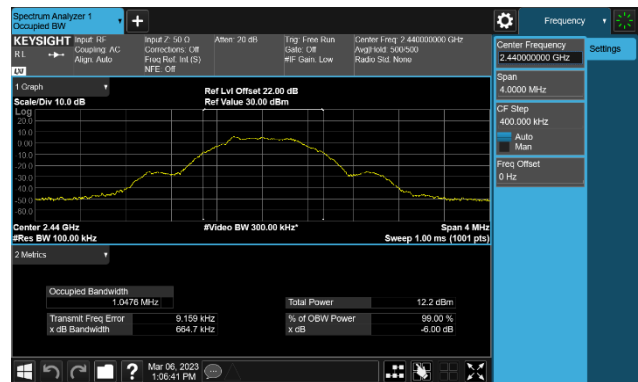 Spectrum Analyzer 1
Occupied BW
Frequency
KEYSIGHT
Input: RF
Coupling: AC
Align: Auto
Input Z: 50 Ω
Corrections: Off
Freq Ref: Int (S)
NFE: Off
Atten: 20 dB
Trig: Free Run
Gate: Off
#IF Gain: Low
Center Freq: 2.440000000 GHz
Avg|Hold: 500/500
Radio Std: None
R L
LXI
Center Frequency
2.440000000 GHz
Settings
Span
4.0000 MHz
CF Step
400.000 kHz
Auto
Man
Freq Offset
0 Hz
1 Graph
Scale/Div 10.0 dB
Ref Lvl Offset 22.00 dB
Ref Value 30.00 dBm
Log
20.0
10.0
0.00
-10.0
-20.0
-30.0
-40.0
-50.0
-60.0
Center 2.44 GHz
#Res BW 100.00 kHz
#Video BW 300.00 kHz*
Span 4 MHz
Sweep 1.00 ms (1001 pts)
2 Metrics
Occupied Bandwidth
1.0476 MHz
Total Power 12.2 dBm
Transmit Freq Error 9.159 kHz
% of OBW Power 99.00 %
x dB Bandwidth 664.7 kHz
x dB -6.00 dB
Mar 06, 2023
1:06:41 PM